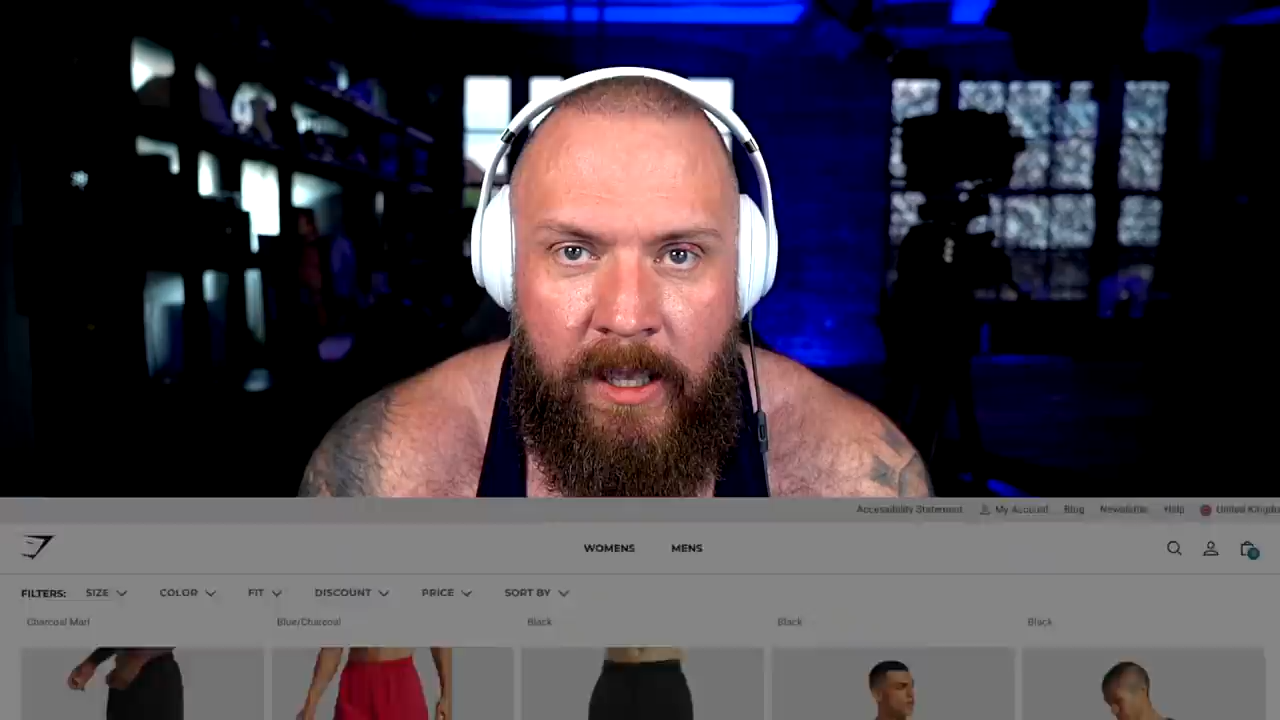 Accessibility Statement My Account Blog Newsletter Help United Kingdo
WOMENS MENS
FILTERS: SIZE COLOR FIT DISCOUNT PRICE SORT BY
Charcoal Marl Blue/Charcoal Black Black Black